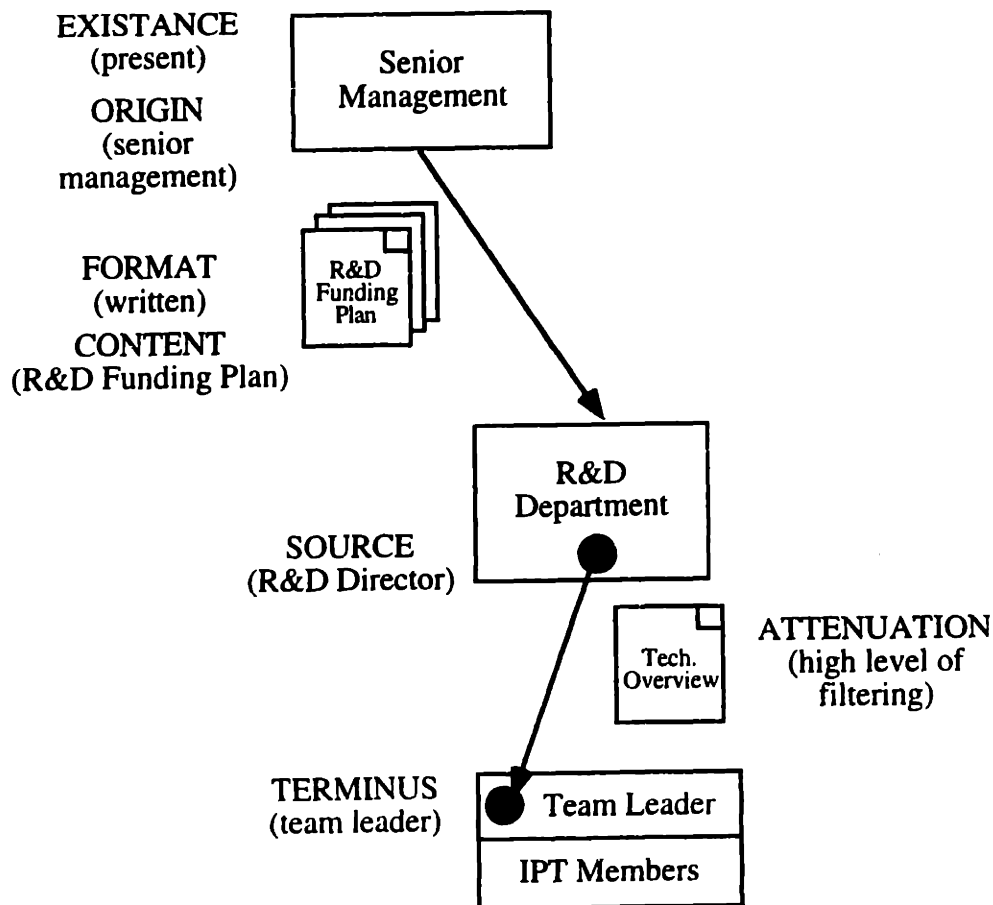 EXISTANCE
(present)
ORIGIN
(senior
management)
Senior
Management
FORMAT
(written)
CONTENT
(R&D Funding Plan)
R&D
Funding
Plan
R&D
Department
SOURCE
(R&D Director)
Tech.
Overview
ATTENUATION
(high level of
filtering)
TERMINUS
(team leader)
Team Leader
IPT Members